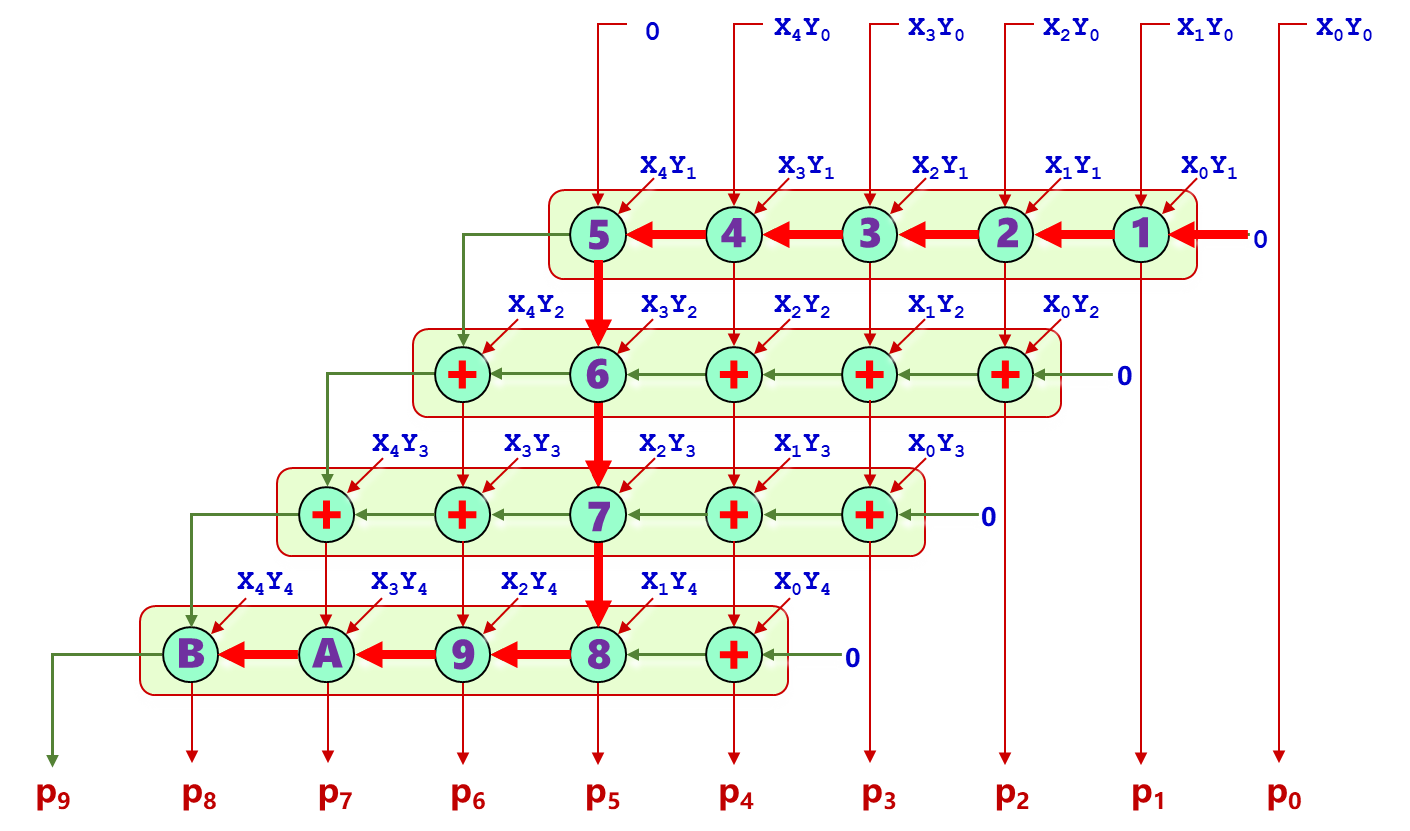 0 X₄Y₀ X₃Y₀ X₂Y₀ X₁Y₀ X₀Y₀
X₄Y₁ X₃Y₁ X₂Y₁ X₁Y₁ X₀Y₁
5 4 3 2 1 0
X₄Y₂ X₃Y₂ X₂Y₂ X₁Y₂ X₀Y₂
+ 6 + + + 0
X₄Y₃ X₃Y₃ X₂Y₃ X₁Y₃ X₀Y₃
+ + 7 + + 0
X₄Y₄ X₃Y₄ X₂Y₄ X₁Y₄ X₀Y₄
B A 9 8 + 0
p₉ p₈ p₇ p₆ p₅ p₄ p₃ p₂ p₁ p₀